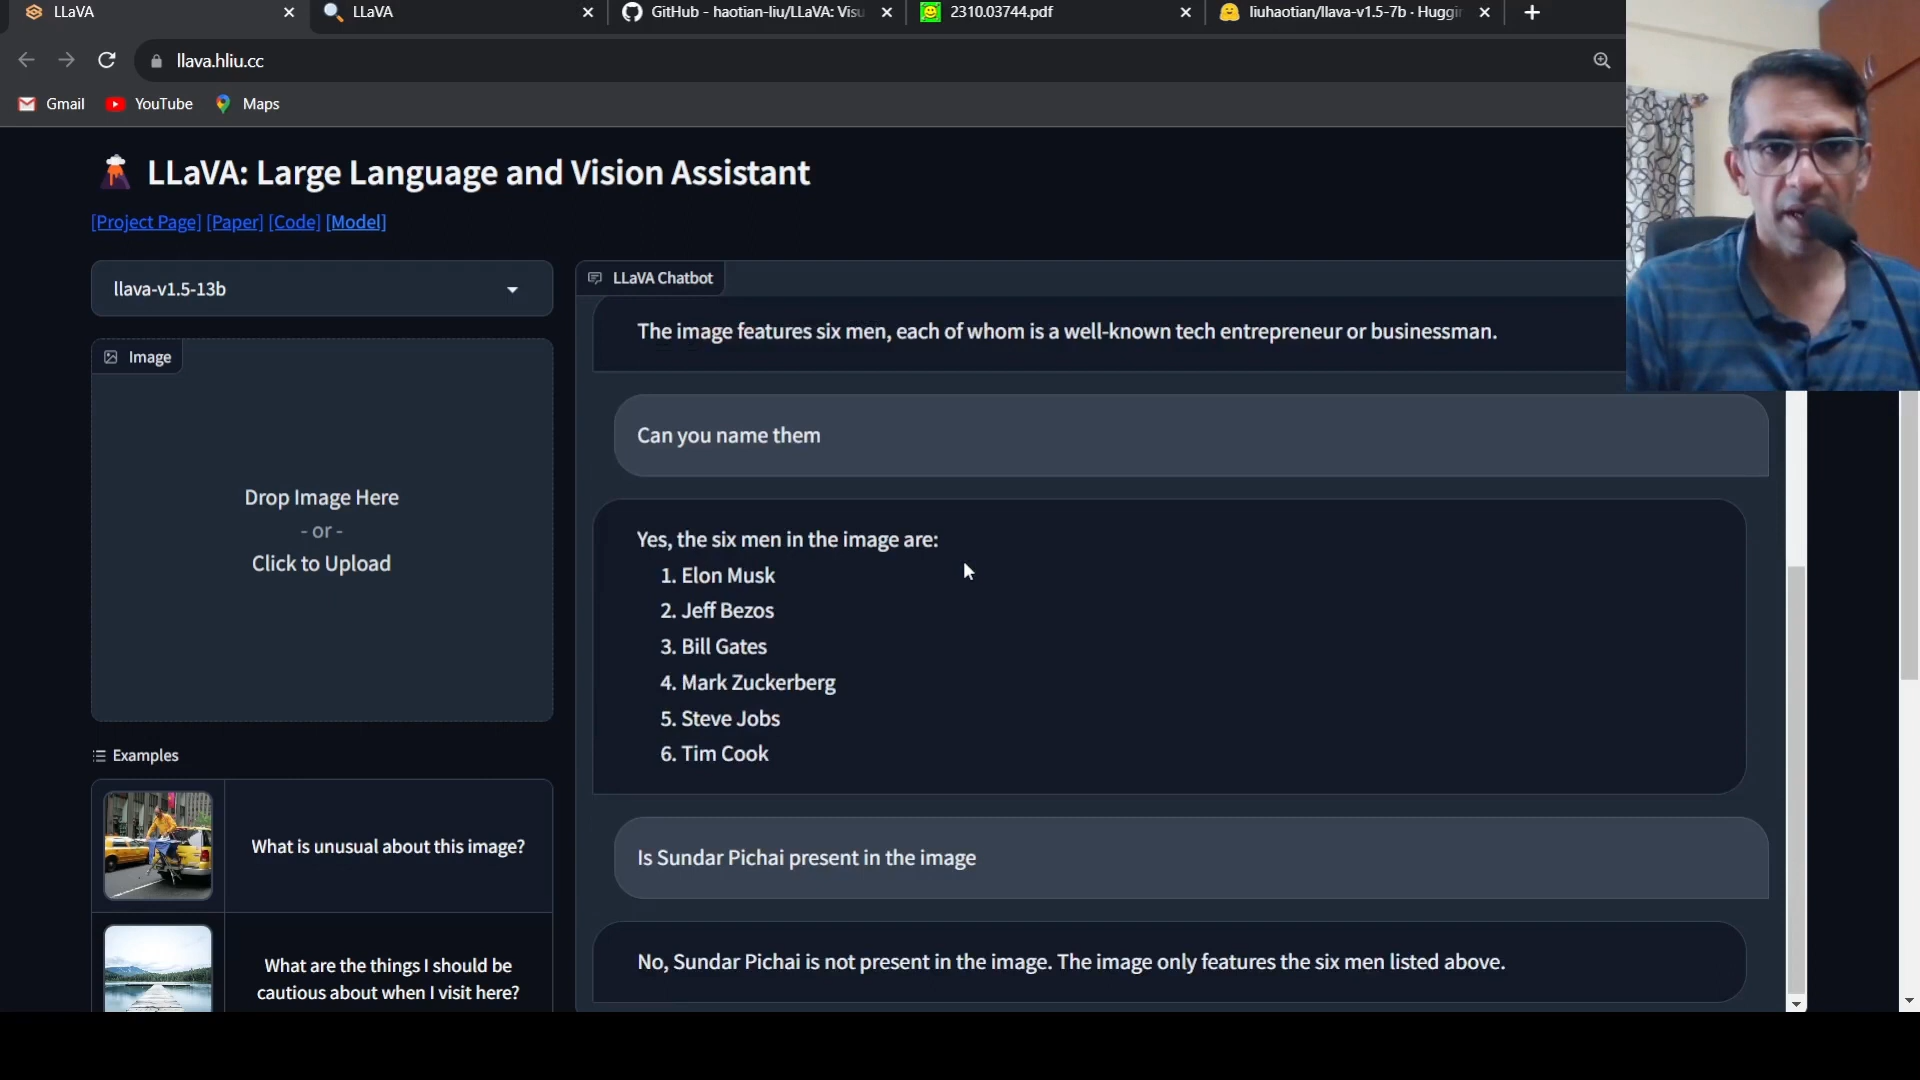 LLaVA
LLaVA
GitHub - haotian-liu/LLaVA: Visu
2310.03744.pdf
liuhaotian/llava-v1.5-7b · Huggin
llava.hliu.cc
Gmail
YouTube
Maps
LLaVA: Large Language and Vision Assistant
[Project Page] [Paper] [Code] [Model]
llava-v1.5-13b
Image
Drop Image Here
- or -
Click to Upload
Examples
What is unusual about this image?
What are the things I should be
cautious about when I visit here?
LLaVA Chatbot
The image features six men, each of whom is a well-known tech entrepreneur or businessman.
Can you name them
Yes, the six men in the image are:
1. Elon Musk
2. Jeff Bezos
3. Bill Gates
4. Mark Zuckerberg
5. Steve Jobs
6. Tim Cook
Is Sundar Pichai present in the image
No, Sundar Pichai is not present in the image. The image only features the six men listed above.